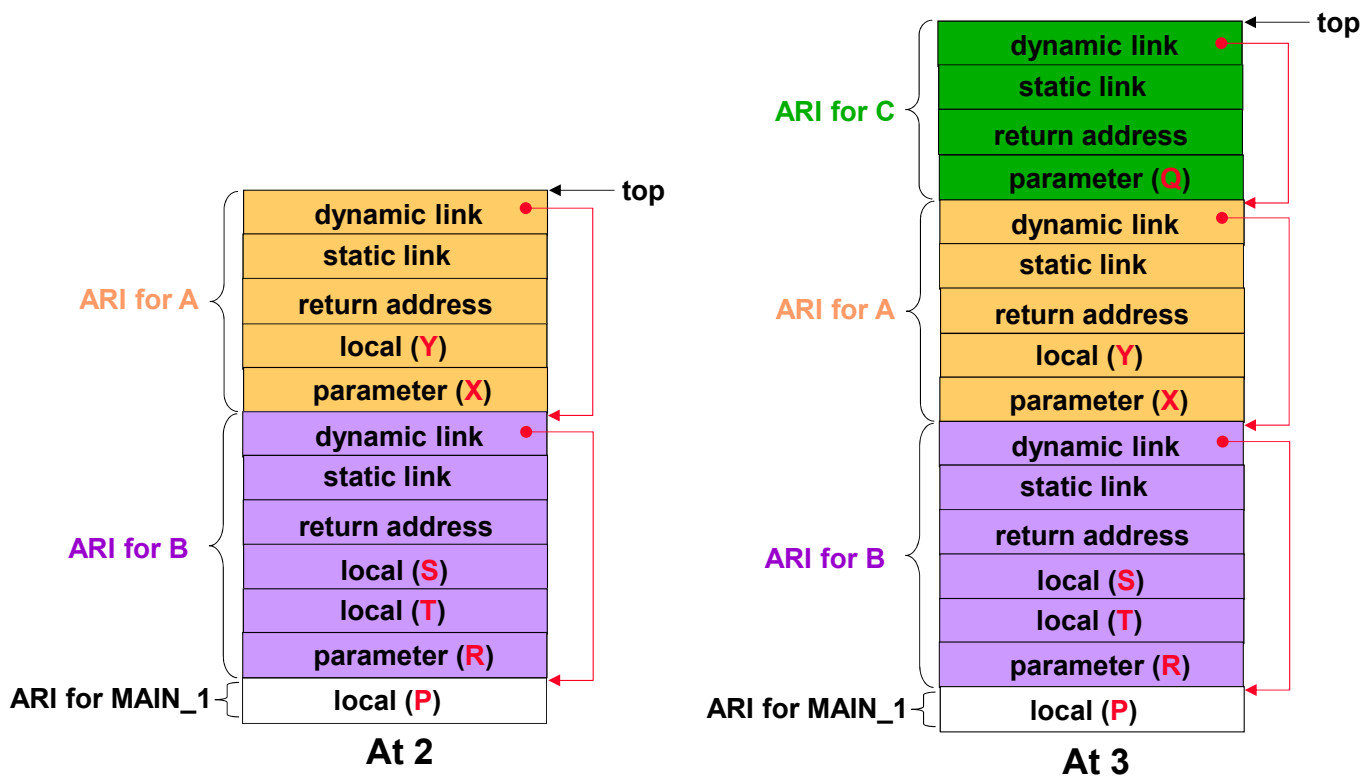 top
ARI for A
dynamic link
static link
return address
local (Y)
parameter (X)
ARI for B
dynamic link
static link
return address
local (S)
local (T)
parameter (R)
ARI for MAIN_1
local (P)
At 2
top
ARI for C
dynamic link
static link
return address
parameter (Q)
ARI for A
dynamic link
static link
return address
local (Y)
parameter (X)
ARI for B
dynamic link
static link
return address
local (S)
local (T)
parameter (R)
ARI for MAIN_1
local (P)
At 3